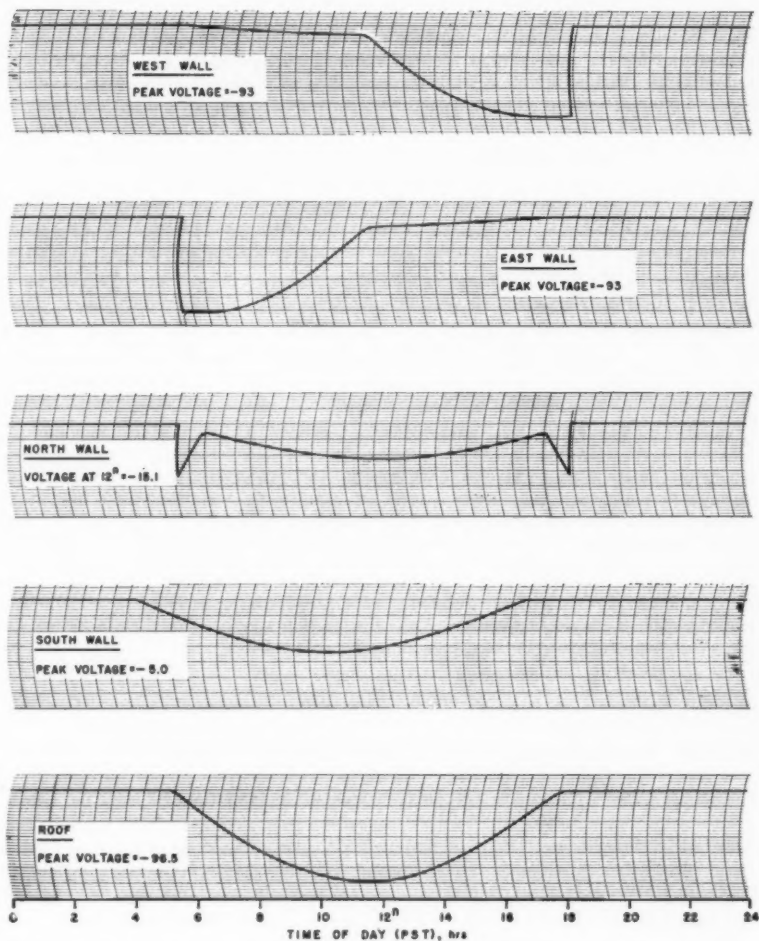 WEST WALL
PEAK VOLTAGE=-93
EAST WALL
PEAK VOLTAGE=-93
NORTH WALL
VOLTAGE AT 12ⁿ=-15.1
SOUTH WALL
PEAK VOLTAGE=-5.0
ROOF
PEAK VOLTAGE=-96.5
0 2 4 6 8 10 12ⁿ 14 16 18 20 22 24
TIME OF DAY (PST), hrs